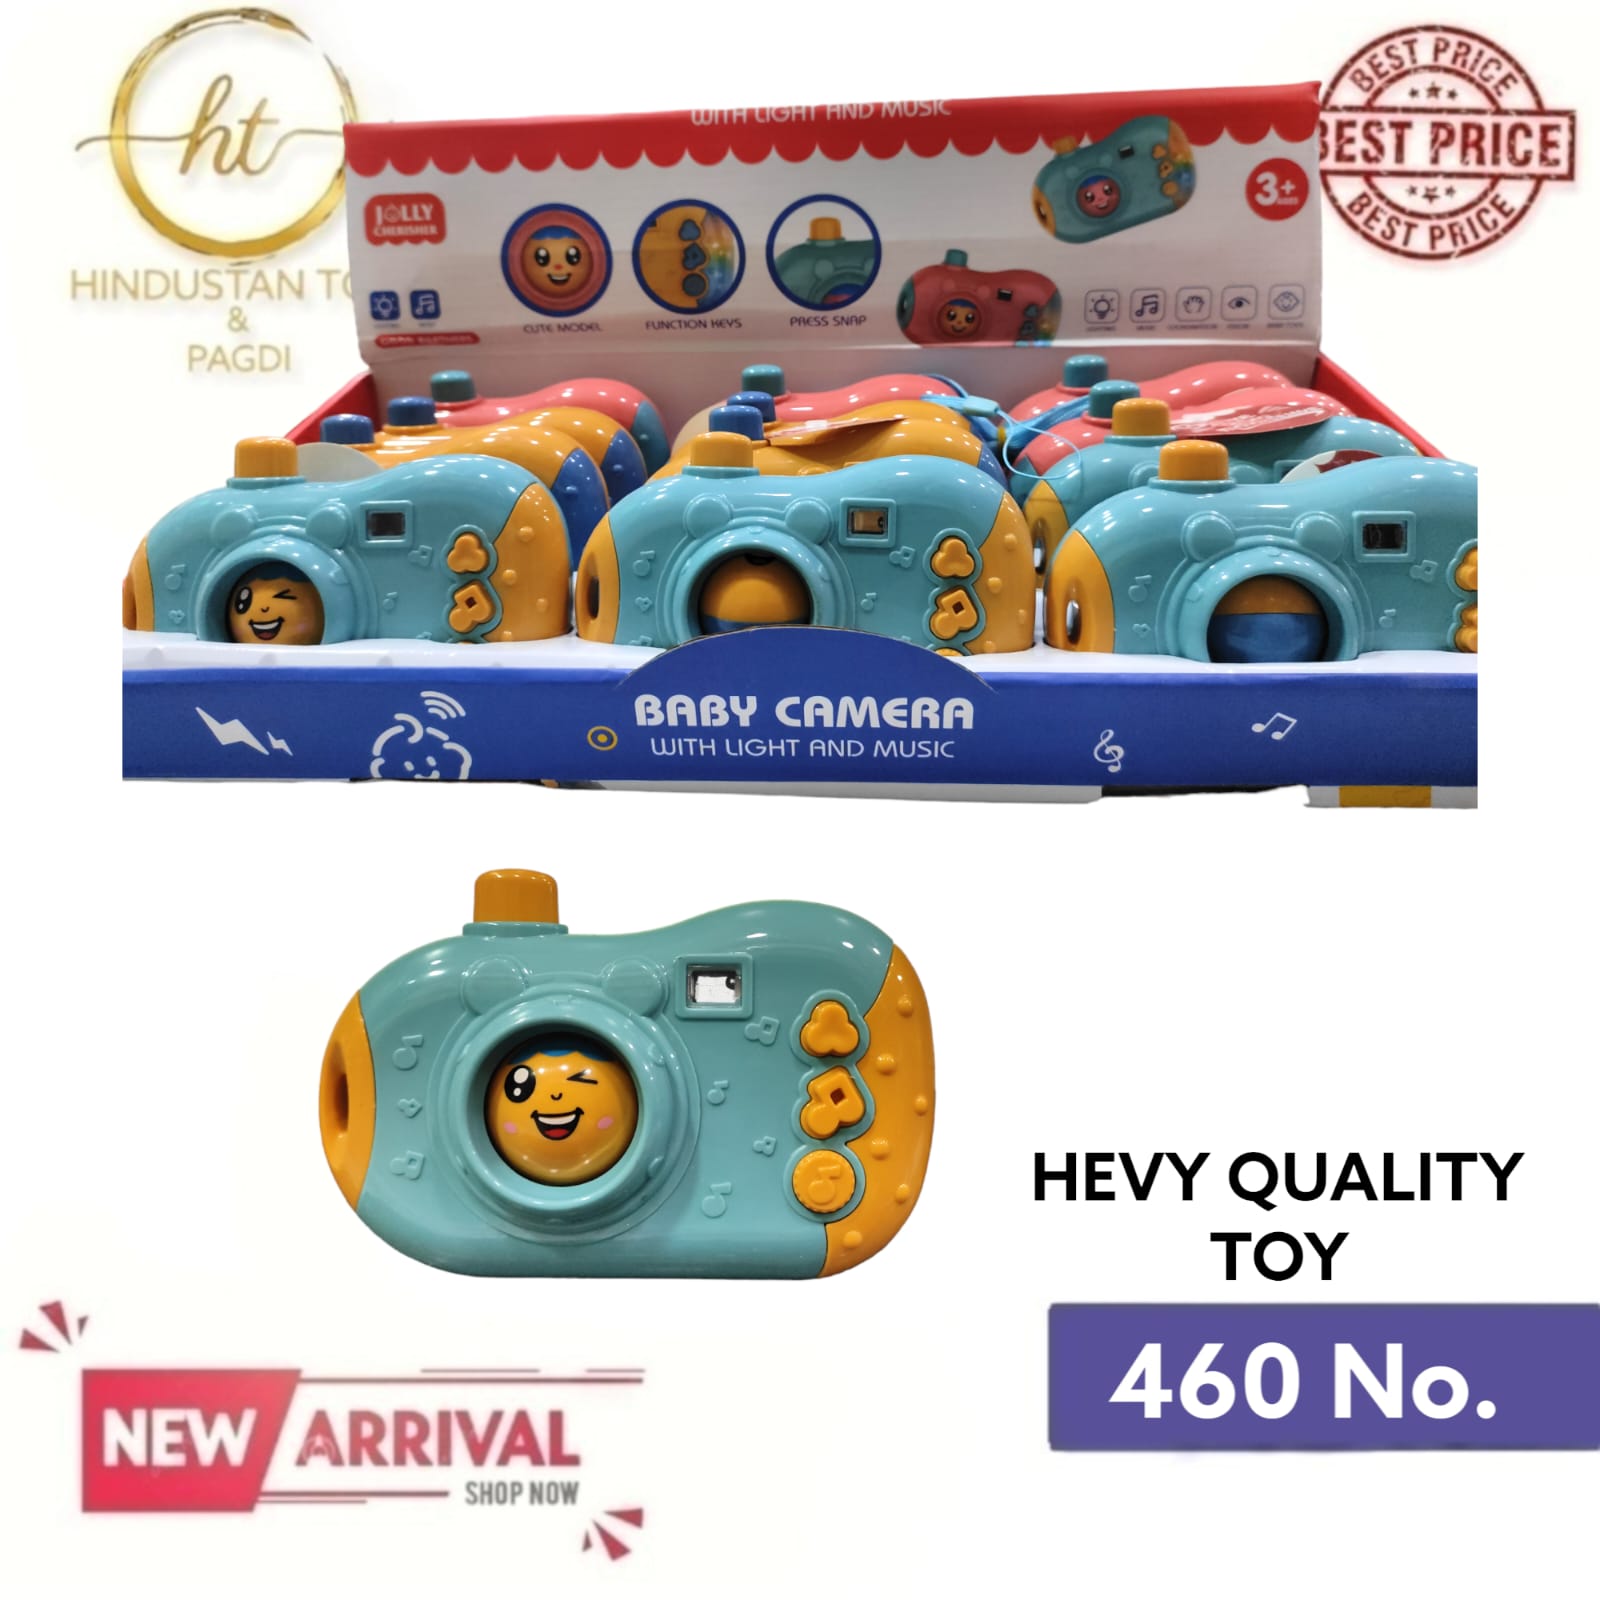 ht
HINDUSTAN TO
&
PAGDI
WITH LIGHT AND MUSIC
JOLLY
CHERISHER
CUTE MODEL
FUNCTION KEYS
PRESS SNAP
3+
AGES
BEST PRICE
BEST PRICE
BEST PRICE
BABY CAMERA
WITH LIGHT AND MUSIC
HEVY QUALITY
TOY
460 No.
NEW ARRIVAL
SHOP NOW